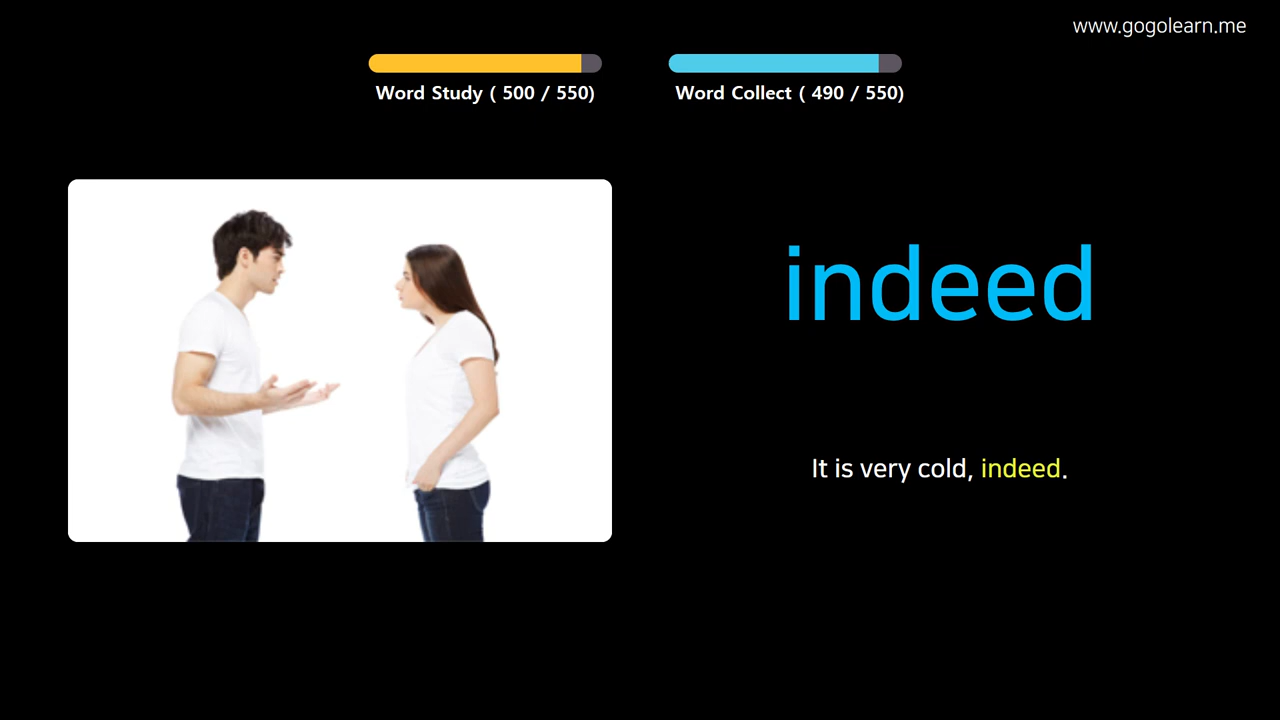 www.gogolearn.me
Word Study ( 500 / 550)
Word Collect ( 490 / 550)
indeed
It is very cold, indeed.